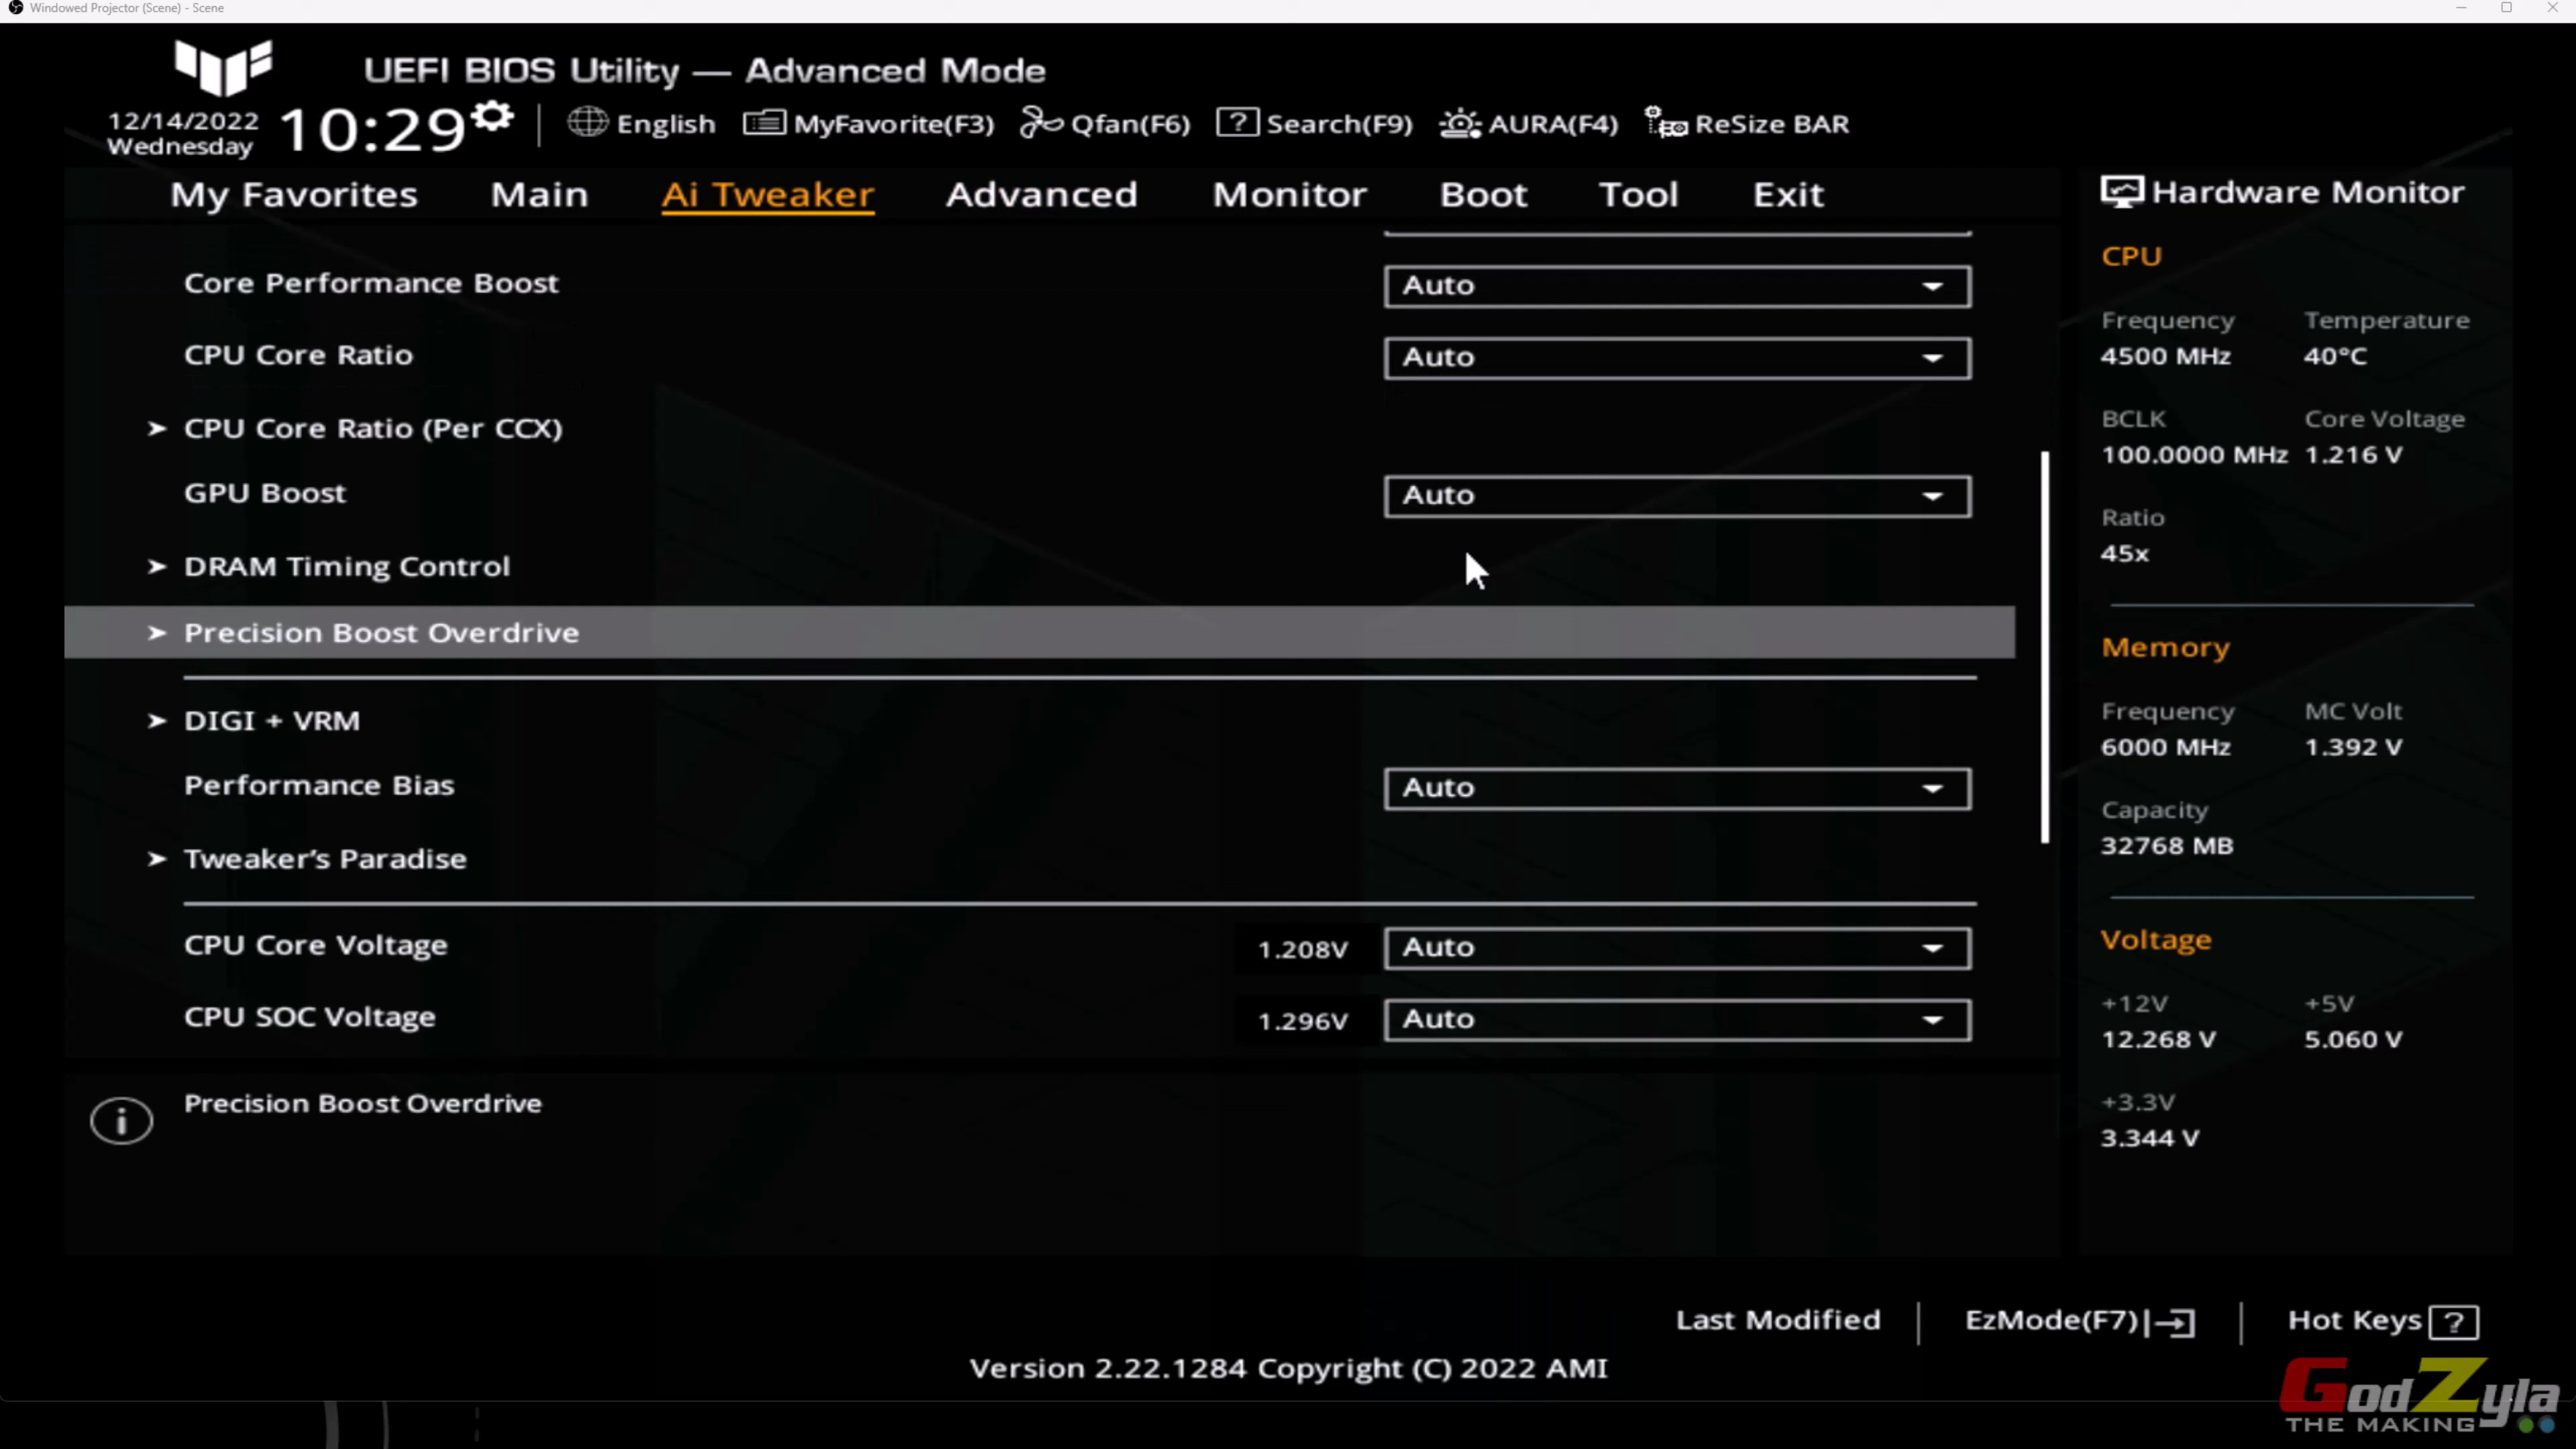 Windowed Projector (Scene) - Scene
UEFI BIOS Utility — Advanced Mode
12/14/2022
Wednesday
10:29
English
MyFavorite(F3)
Qfan(F6)
? Search(F9)
AURA(F4)
ReSize BAR
My Favorites Main Ai Tweaker Advanced Monitor Boot Tool Exit
Core Performance Boost Auto
CPU Core Ratio Auto
> CPU Core Ratio (Per CCX)
GPU Boost Auto
> DRAM Timing Control
> Precision Boost Overdrive
> DIGI + VRM
Performance Bias Auto
> Tweaker's Paradise
CPU Core Voltage 1.208V Auto
CPU SOC Voltage 1.296V Auto
i Precision Boost Overdrive
Hardware Monitor
CPU
Frequency Temperature
4500 MHz 40°C
BCLK Core Voltage
100.0000 MHz 1.216 V
Ratio
45x
Memory
Frequency MC Volt
6000 MHz 1.392 V
Capacity
32768 MB
Voltage
+12V +5V
12.268 V 5.060 V
+3.3V
3.344 V
Last Modified | EzMode(F7) | Hot Keys ?
Version 2.22.1284 Copyright (C) 2022 AMI
GodZyla
THE MAKING